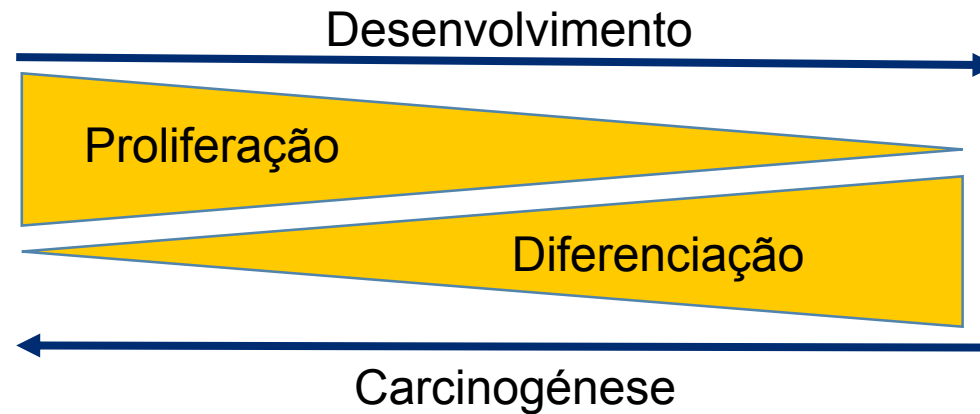 Desenvolvimento
Proliferação
Diferenciação
Carcinogénese